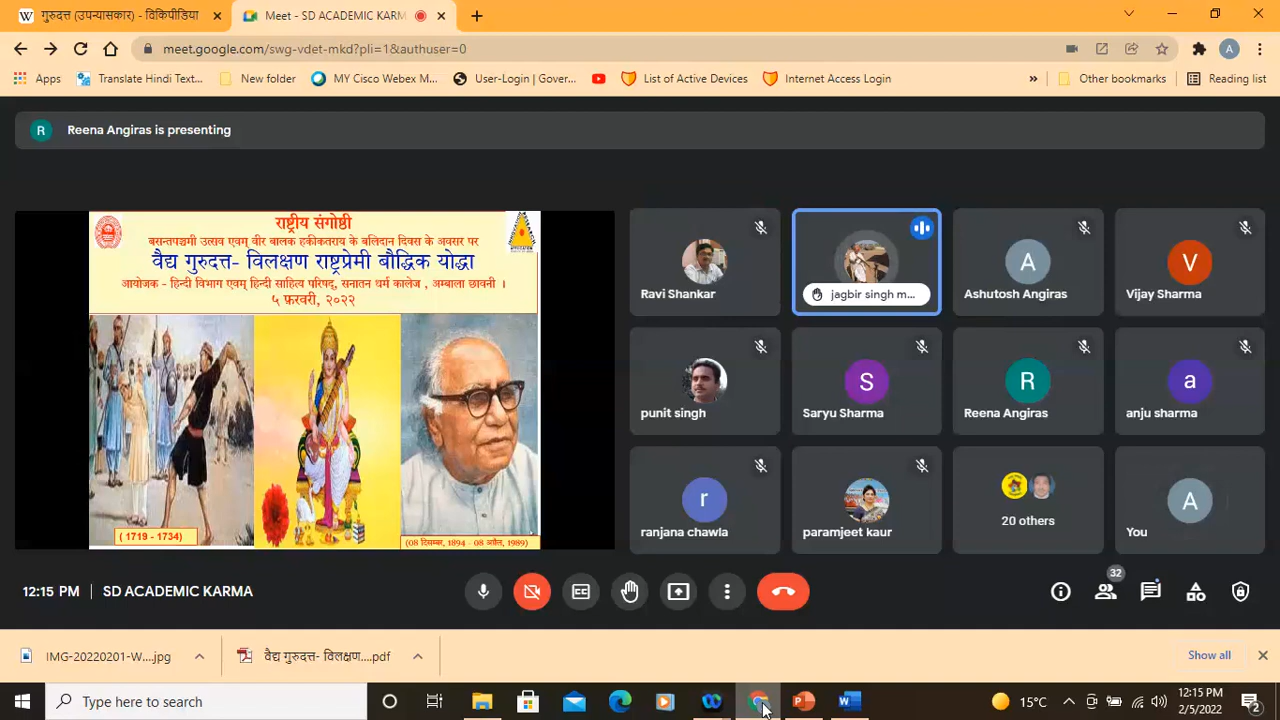 गुरुदत्त (उपन्यासकार) - विकिपीडिया
Meet - SD ACADEMIC KARMA
meet.google.com/swg-vdet-mkd?pli=1&authuser=0
A
Apps
Translate Hindi Text...
New folder
MY Cisco Webex M...
User-Login | Gover...
List of Active Devices
Internet Access Login
»
Other bookmarks
Reading list
R
Reena Angiras is presenting
राष्ट्रीय संगोष्ठी
बसन्तपञ्चमी उत्सव एवम् वीर बालक हकीकतराय के बलिदान दिवस के अवसर पर
वैद्य गुरुदत्त- विलक्षण राष्ट्रप्रेमी बौद्धिक योद्धा
आयोजक - हिन्दी विभाग एवम् हिन्दी साहित्य परिषद्, सनातन धर्म कालेज , अम्बाला छावनी ।
५ फ़रवरी, २०२२
( 1719 - 1734)
(08 दिसम्बर, 1894 - 08 अप्रैल, 1989)
Ravi Shankar
jagbir singh m...
A
Ashutosh Angiras
V
Vijay Sharma
punit singh
S
Saryu Sharma
R
Reena Angiras
a
anju sharma
r
ranjana chawla
paramjeet kaur
20 others
A
You
12:15 PM | SD ACADEMIC KARMA
32
IMG-20220201-W....jpg
वैद्य गुरुदत्त- विलक्षण....pdf
Show all
Type here to search
15°C
12:15 PM
2/5/2022
2